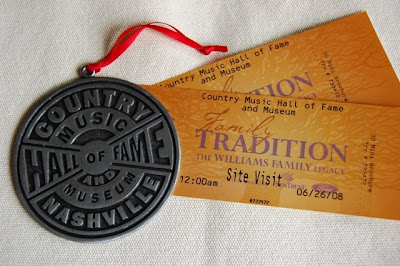 COUNTRY
MUSIC
HALL OF FAME
AND
MUSEUM
NASHVILLE
Country Music Hall of Fame
and Museum
TRADITION
Country Music Hall of Fame
and Museum
Family
TRADITION
THE WILLIAMS FAMILY LEGACY
12:00am
Site Visit
06/26/08